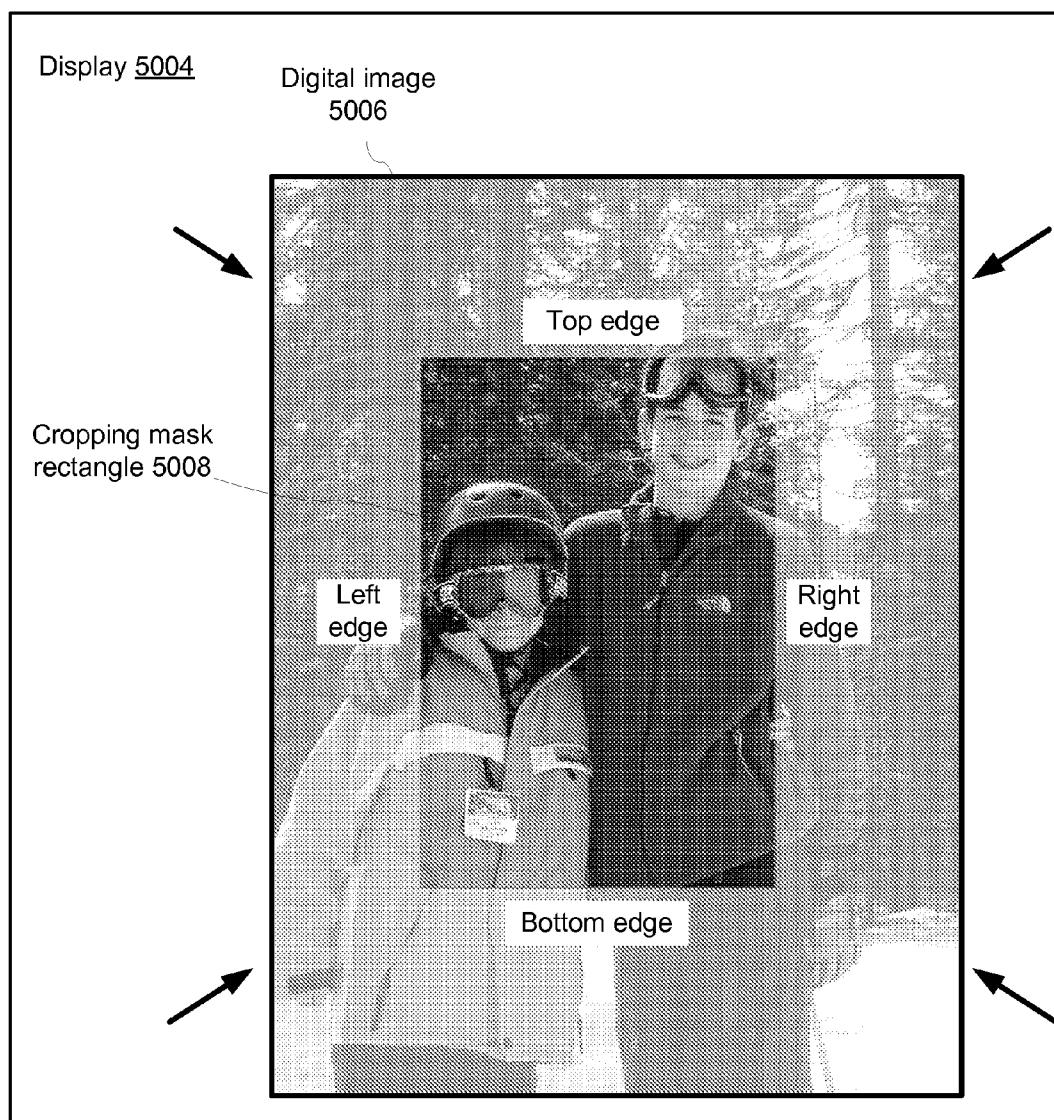 Display 5004
Digital image
5006
Top edge
Cropping mask
rectangle 5008
Left
edge
Right
edge
Bottom edge